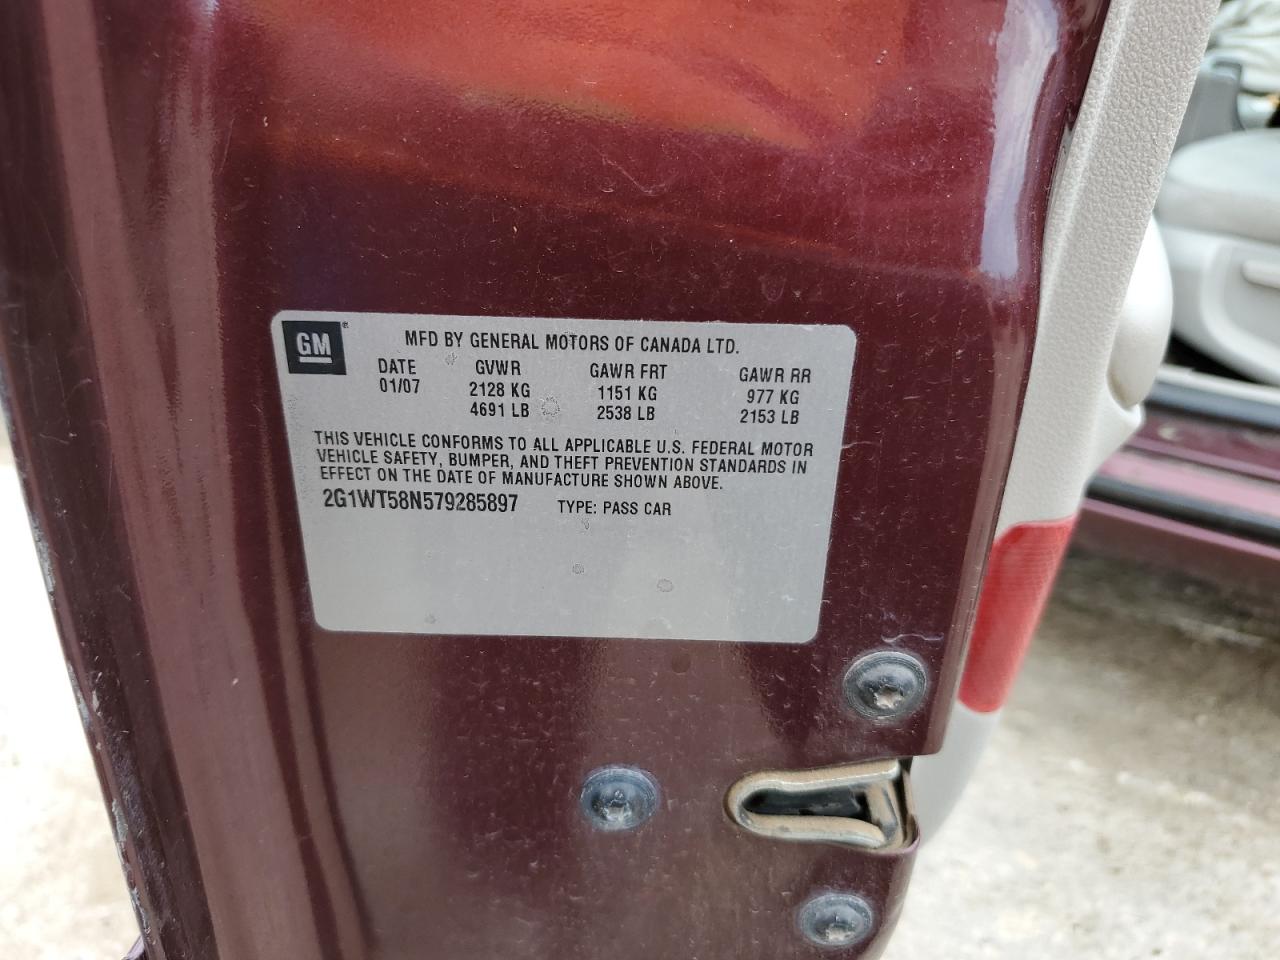 GM
MFD BY GENERAL MOTORS OF CANADA LTD.
DATE GVWR GAWR FRT GAWR RR
01/07 2128 KG 1151 KG 977 KG
4691 LB 2538 LB 2153 LB
THIS VEHICLE CONFORMS TO ALL APPLICABLE U.S. FEDERAL MOTOR
VEHICLE SAFETY, BUMPER, AND THEFT PREVENTION STANDARDS IN
EFFECT ON THE DATE OF MANUFACTURE SHOWN ABOVE.
2G1WT58N579285897 TYPE: PASS CAR